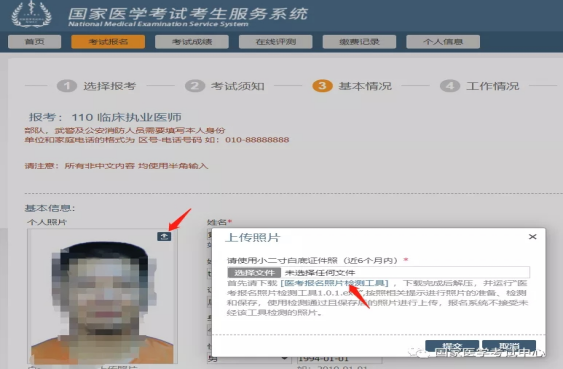 国家医学考试考生服务系统
National Medical Examination Service System
首页 考试报名 考试成绩 在线评测 缴费记录 个人信息
1 选择报考 2 考试须知 3 基本情况 4 工作情况
报考: 110 临床执业医师
部队, 武警及公安消防人员需要填写本人身份
单位和家庭电话的格式为 区号-电话号码 如: 010-88888888
请注意: 所有非中文内容 均使用半角输入
基本信息:
个人照片
姓名*
上传照片
请使用小二寸白底证件照 (近6个月内) *
选择文件 未选择任何文件
首先请下载 [医考报名照片检测工具] , 下载完成后解压, 并运行"医
考报名照片检测工具1.0.1.exe",按照相关提示进行照片的准备、检测
和保存, 使用检测通过且保存后的照片进行上传, 报名系统不接受未
经该工具检测的照片。
提交 取消
上传照片
男
1994-01-01
国家医学考试中心